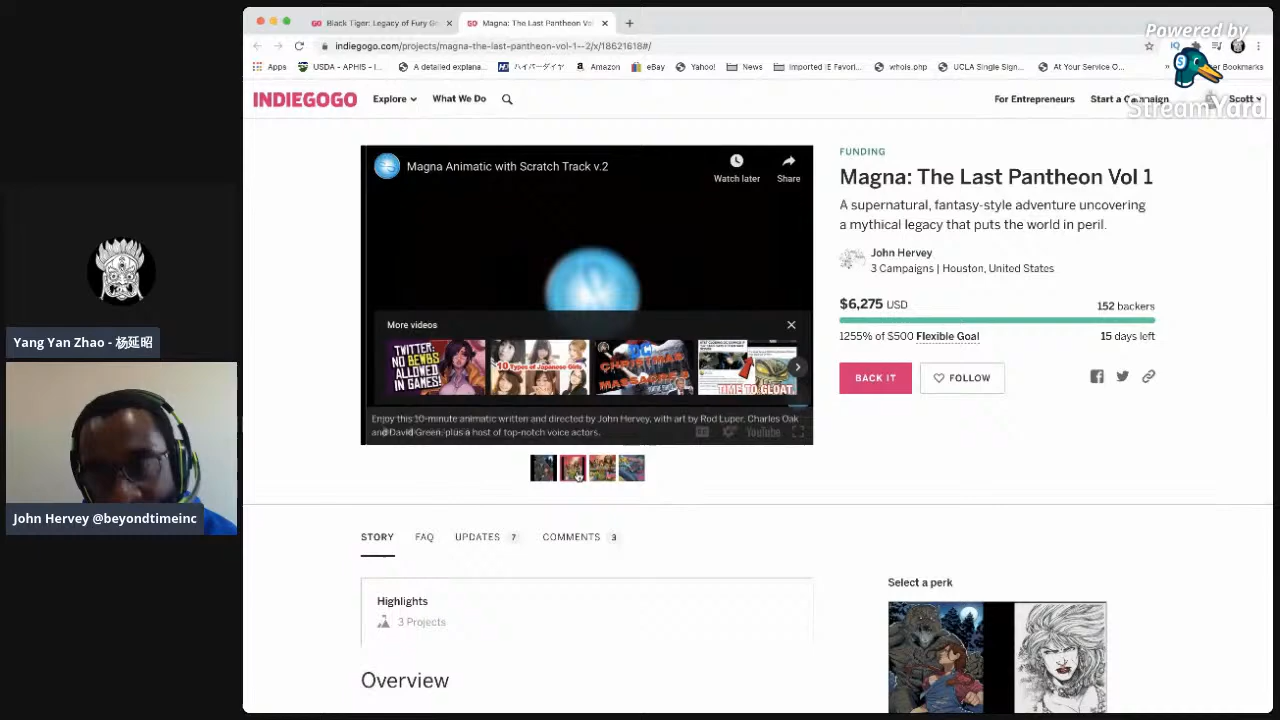 Black Tiger: Legacy of Fury Go
Magna: The Last Pantheon Vol
indiegogo.com/projects/magna-the-last-pantheon-vol-1--2/x/18621618#/
Apps
USDA - APHIS - I...
A detailed explana...
ハイパーダイヤ
Amazon
eBay
Yahoo!
News
Imported IE Favori...
whois.php
UCLA Single Sign...
At Your Service O...
Bookmarks
Powered by
StreamYard
INDIEGOGO
Explore
What We Do
For Entrepreneurs
Start a Campaign
Scott
Magna Animatic with Scratch Track v.2
Watch later
Share
More videos
TWITTER:
NO BEWBS
ALLOWED
IN GAMES!
10 Types of Japanese Girls
CHRISTMAS
MASSACRE
TIME TO GLOAT.
Enjoy this 10-minute animatic written and directed by John Hervey, with art by Rod Luper, Charles Oak
and David Green, plus a host of top-notch voice actors.
YouTube
FUNDING
Magna: The Last Pantheon Vol 1
A supernatural, fantasy-style adventure uncovering
a mythical legacy that puts the world in peril.
John Hervey
3 Campaigns | Houston, United States
$6,275 USD
152 backers
1255% of $500 Flexible Goal
15 days left
BACK IT
FOLLOW
STORY
FAQ
UPDATES 7
COMMENTS 3
Highlights
3 Projects
Overview
Select a perk
Yang Yan Zhao - 杨延昭
John Hervey @beyondtimeinc